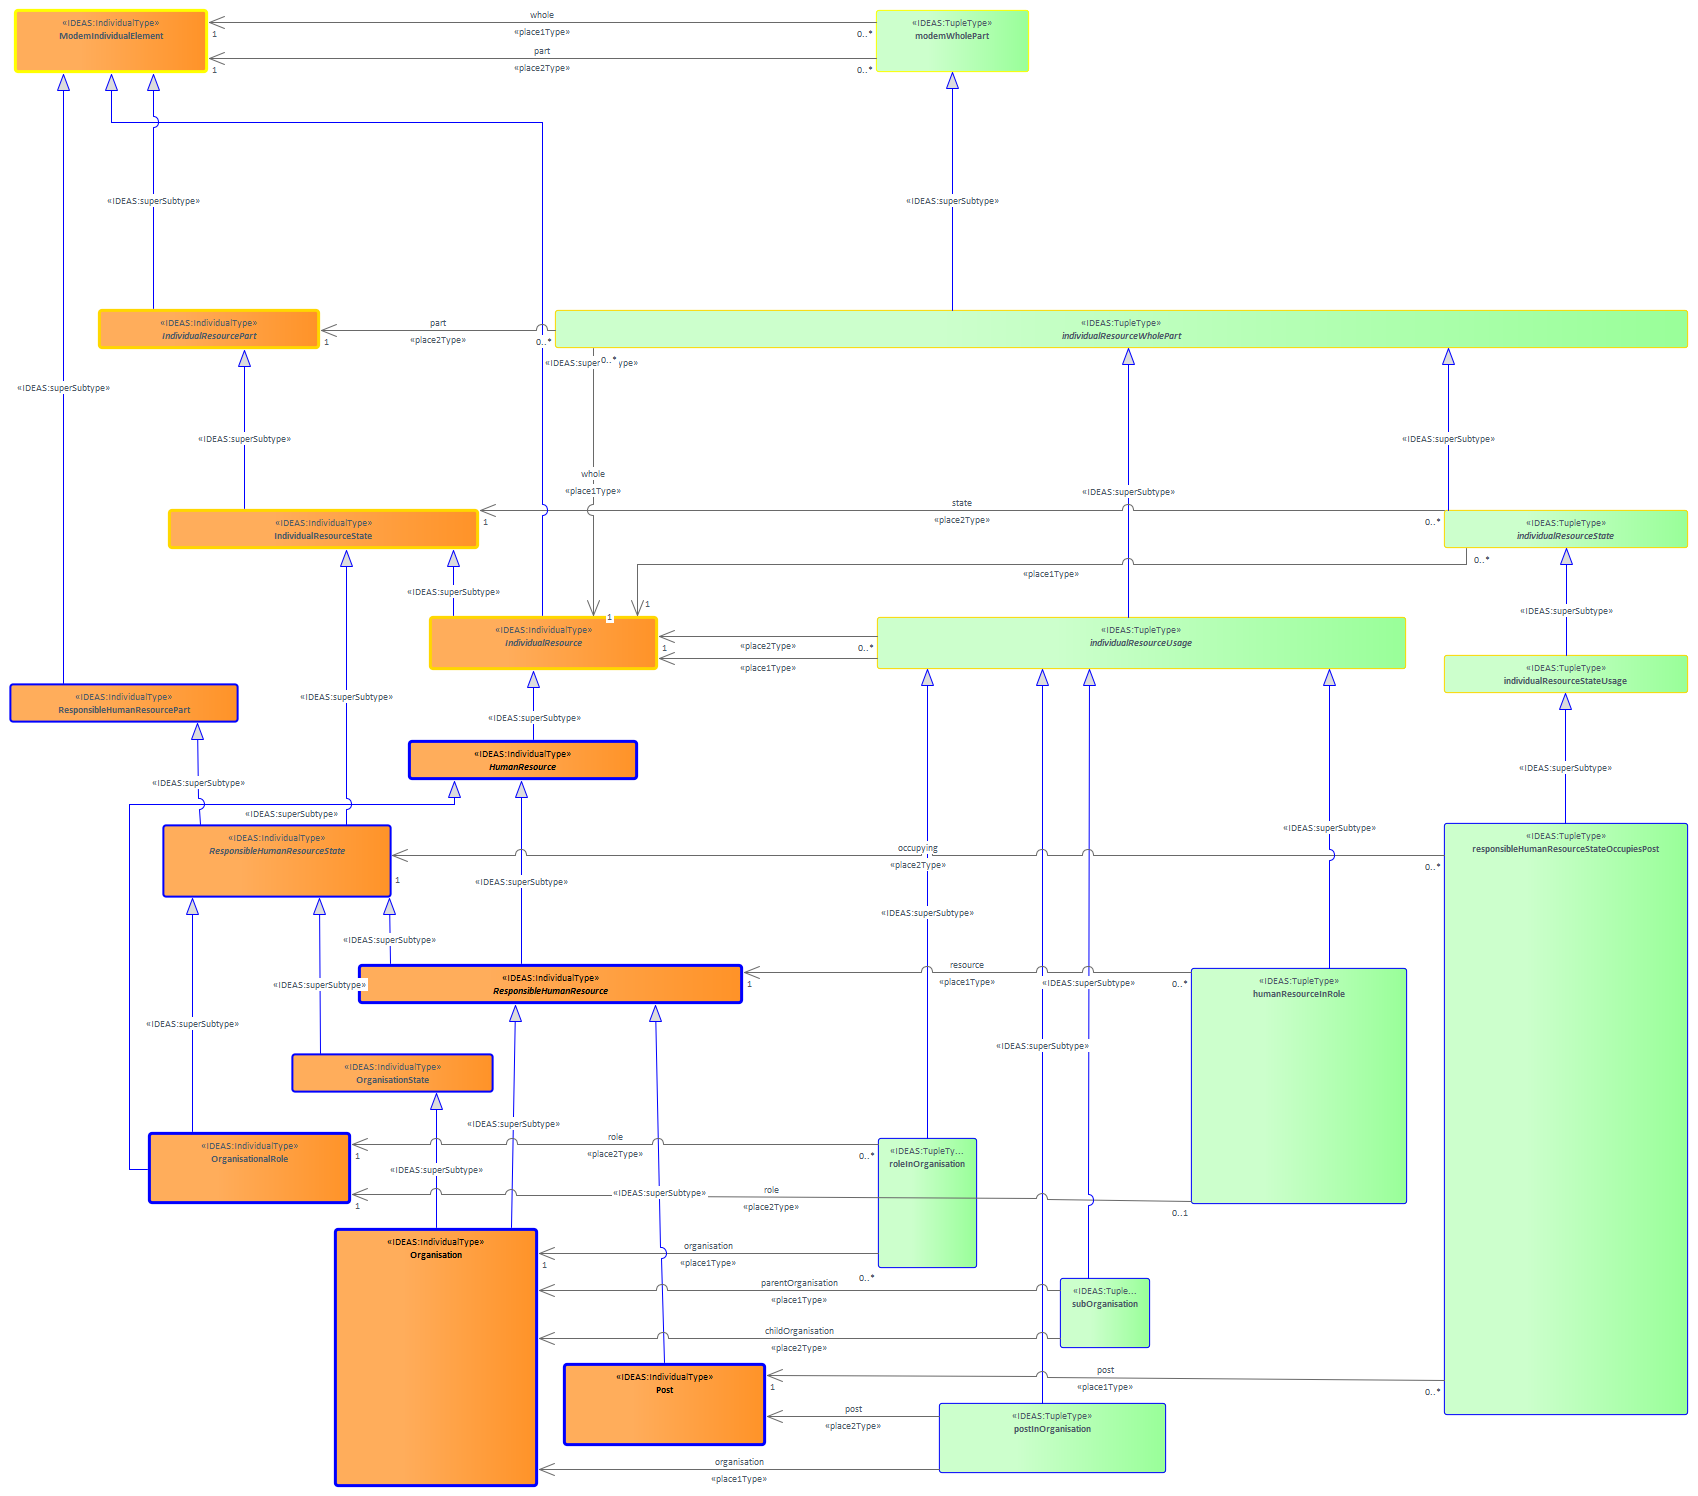 «IDEAS:IndividualType»
ModemIndividualElement
whole
1
«place1Type»
0..*
«IDEAS:TupleType»
modemWholePart
part
1
«place2Type»
0..*
«IDEAS:superSubtype»
«IDEAS:superSubtype»
«IDEAS:IndividualType»
IndividualResourcePart
part
1
«place2Type»
0..*
«IDEAS:TupleType»
individualResourceWholePart
0..*
«IDEAS:superSubtype»
«IDEAS:superSubtype»
«IDEAS:superSubtype»
«IDEAS:superSubtype»
whole
«place1Type»
«IDEAS:superSubtype»
state
«IDEAS:IndividualType»
IndividualResourceState
1
«place2Type»
0..*
«IDEAS:TupleType»
individualResourceState
0..*
«place1Type»
«IDEAS:superSubtype»
1
1
«IDEAS:superSubtype»
«IDEAS:IndividualType»
IndividualResource
1
«place2Type»
0..*
«place1Type»
«IDEAS:TupleType»
individualResourceUsage
«IDEAS:TupleType»
individualResourceStateUsage
«IDEAS:IndividualType»
ResponsibleHumanResourcePart
«IDEAS:superSubtype»
«IDEAS:superSubtype»
«IDEAS:IndividualType»
HumanResource
«IDEAS:superSubtype»
«IDEAS:superSubtype»
«IDEAS:superSubtype»
«IDEAS:superSubtype»
«IDEAS:IndividualType»
ResponsibleHumanResourceState
1
occupying
«place2Type»
0..*
«IDEAS:TupleType»
responsibleHumanResourceStateOccupiesPost
«IDEAS:superSubtype»
«IDEAS:superSubtype»
«IDEAS:superSubtype»
«IDEAS:superSubtype»
«IDEAS:IndividualType»
ResponsibleHumanResource
1
resource
«place1Type»
«IDEAS:superSubtype»
0..*
«IDEAS:TupleType»
humanResourceInRole
«IDEAS:superSubtype»
«IDEAS:superSubtype»
«IDEAS:IndividualType»
OrganisationState
«IDEAS:superSubtype»
«IDEAS:IndividualType»
OrganisationalRole
1
role
«place2Type»
0..*
«IDEAS:TupleTy...
roleInOrganisation
«IDEAS:superSubtype»
1
«IDEAS:superSubtype»
role
«place2Type»
0..1
«IDEAS:IndividualType»
Organisation
1
organisation
«place1Type»
0..*
parentOrganisation
«place1Type»
«IDEAS:Tuple...
subOrganisation
childOrganisation
«place2Type»
«IDEAS:IndividualType»
Post
1
post
«place1Type»
0..*
post
«place2Type»
«IDEAS:TupleType»
postInOrganisation
organisation
«place1Type»